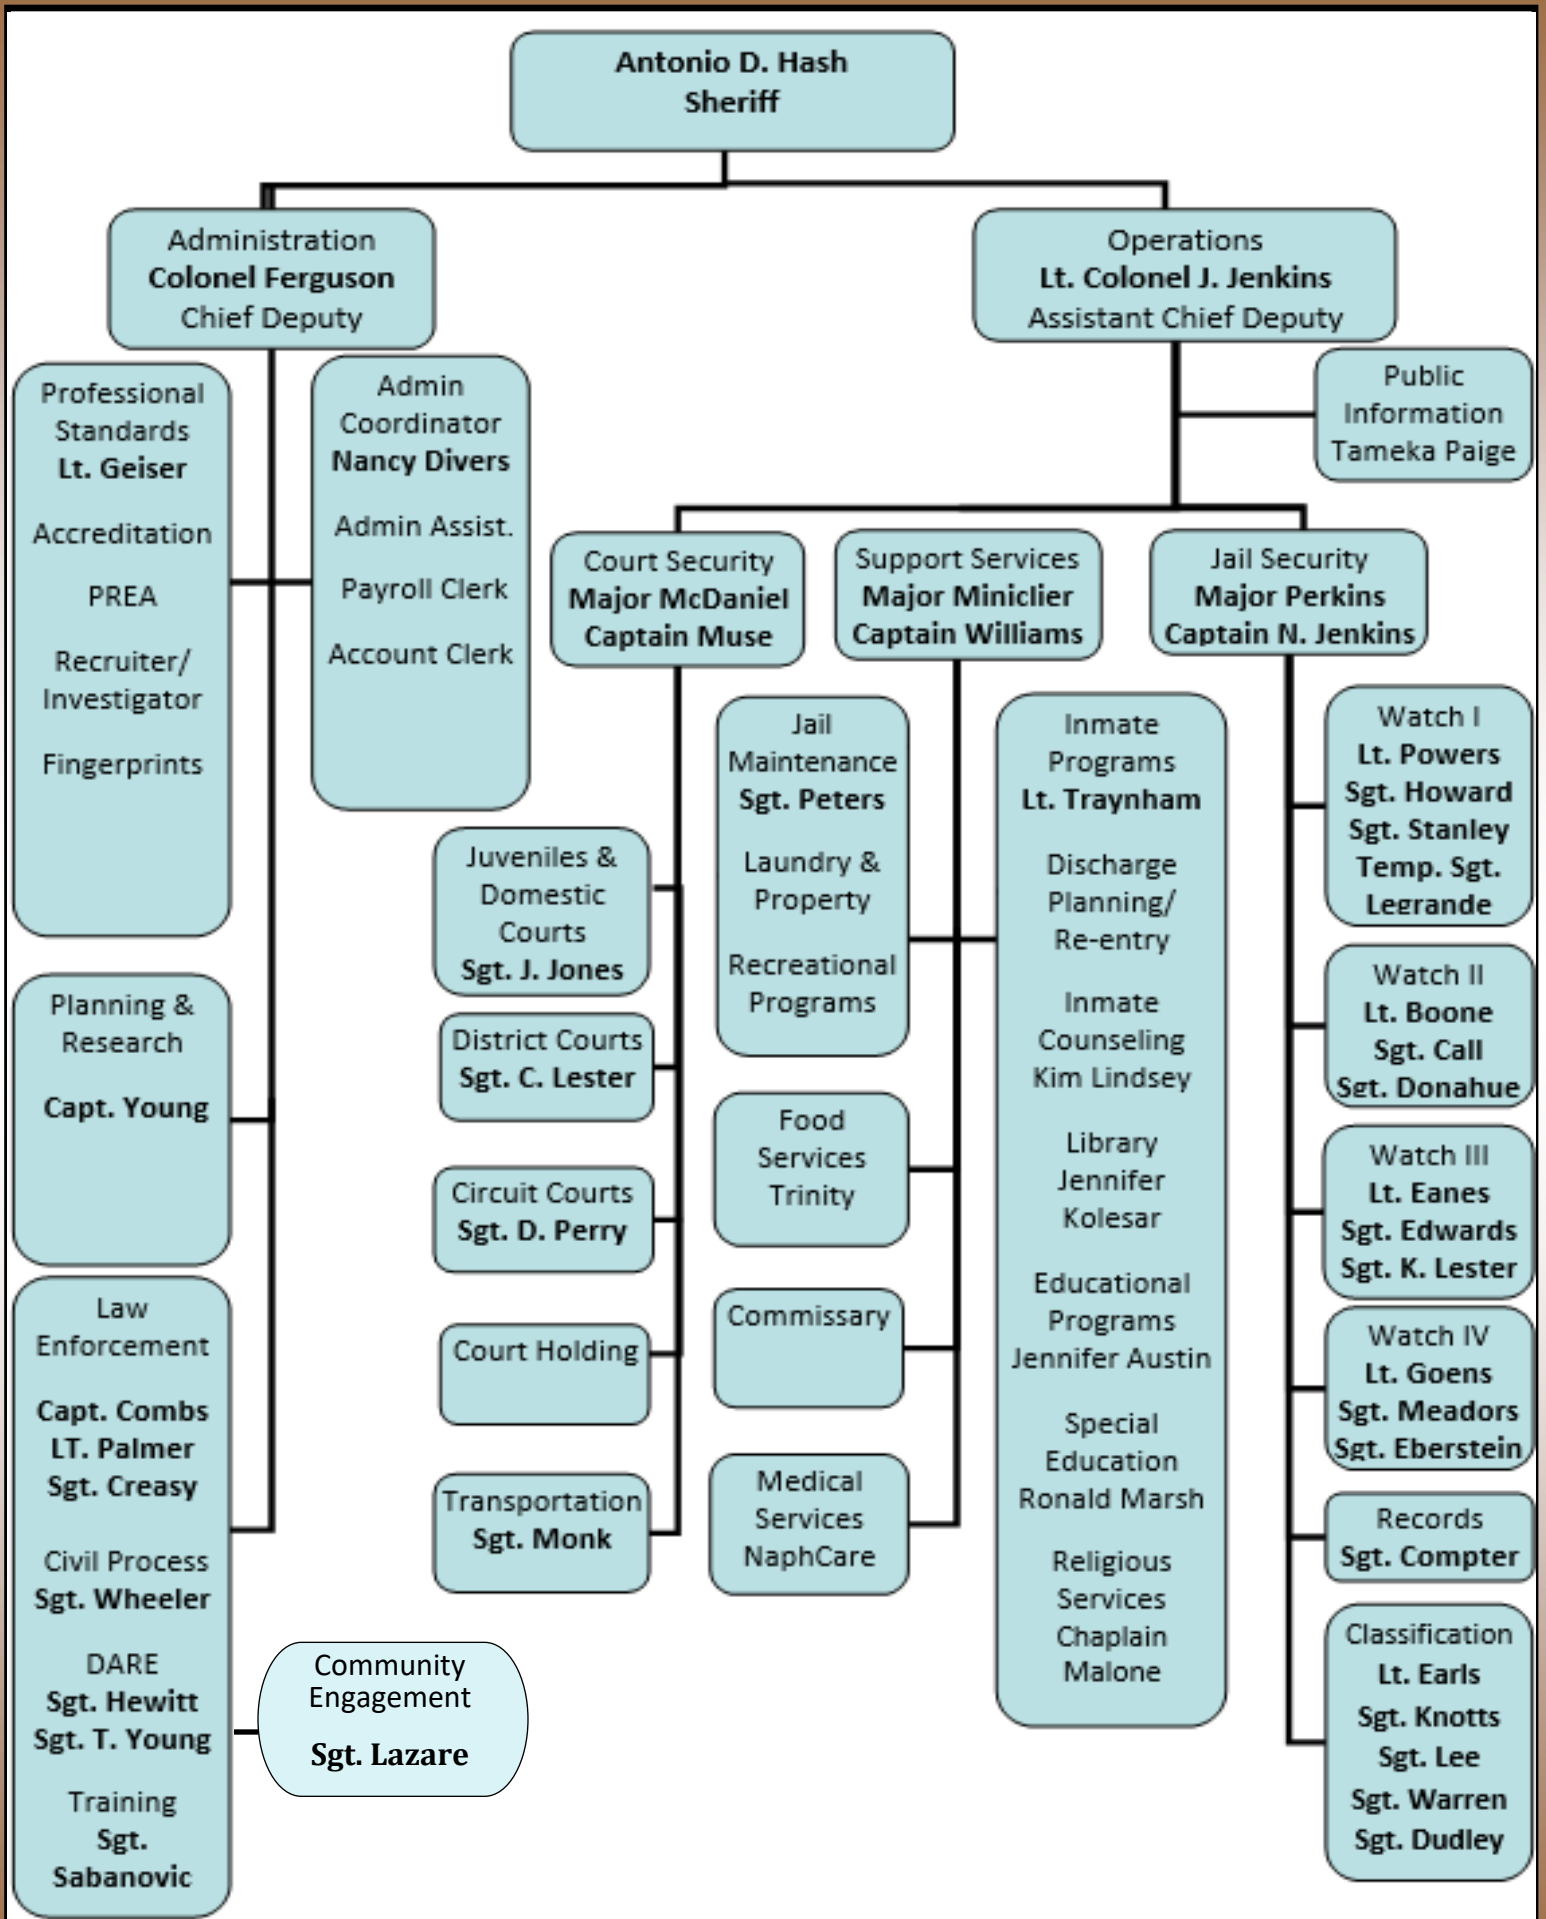 Antonio D. Hash
Sheriff
Administration
Colonel Ferguson
Chief Deputy
Operations
Lt. Colonel J. Jenkins
Assistant Chief Deputy
Public
Information
Tameka Paige
Professional
Standards
Lt. Geiser
Accreditation
PREA
Recruiter/
Investigator
Fingerprints
Admin
Coordinator
Nancy Divers
Admin Assist.
Payroll Clerk
Account Clerk
Planning &
Research
Capt. Young
Law
Enforcement
Capt. Combs
LT. Palmer
Sgt. Creasy
Civil Process
Sgt. Wheeler
DARE
Sgt. Hewitt
Sgt. T. Young
Training
Sgt.
Sabanovic
Community
Engagement
Sgt. Lazare
Court Security
Major McDaniel
Captain Muse
Juveniles &
Domestic
Courts
Sgt. J. Jones
District Courts
Sgt. C. Lester
Circuit Courts
Sgt. D. Perry
Court Holding
Transportation
Sgt. Monk
Support Services
Major Miniclier
Captain Williams
Jail
Maintenance
Sgt. Peters
Laundry &
Property
Recreational
Programs
Food
Services
Trinity
Commissary
Medical
Services
NaphCare
Inmate
Programs
Lt. Traynham
Discharge
Planning/
Re-entry
Inmate
Counseling
Kim Lindsey
Library
Jennifer
Kolesar
Educational
Programs
Jennifer Austin
Special
Education
Ronald Marsh
Religious
Services
Chaplain
Malone
Jail Security
Major Perkins
Captain N. Jenkins
Watch I
Lt. Powers
Sgt. Howard
Sgt. Stanley
Temp. Sgt.
Legrande
Watch II
Lt. Boone
Sgt. Call
Sgt. Donahue
Watch III
Lt. Eanes
Sgt. Edwards
Sgt. K. Lester
Watch IV
Lt. Goens
Sgt. Meadors
Sgt. Eberstein
Records
Sgt. Compter
Classification
Lt. Earls
Sgt. Knotts
Sgt. Lee
Sgt. Warren
Sgt. Dudley